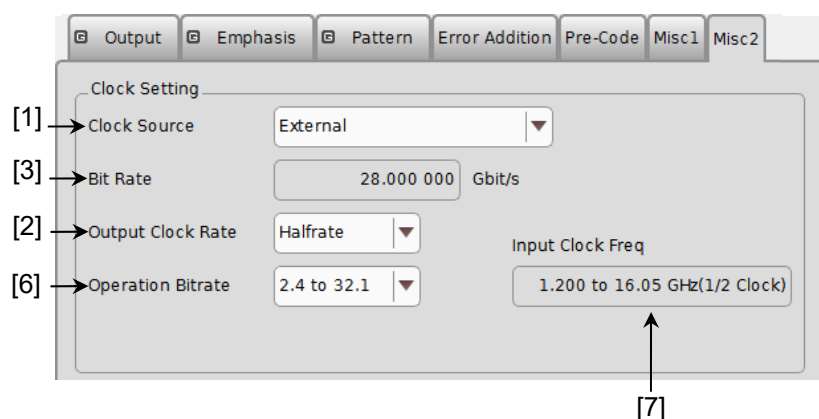 Output Emphasis Pattern Error Addition Pre-Code Misc1 Misc2
Clock Setting
[1] Clock Source External
[3] Bit Rate 28.000 000 Gbit/s
[2] Output Clock Rate Halfrate
Input Clock Freq
[6] Operation Bitrate 2.4 to 32.1 1.200 to 16.05 GHz(1/2 Clock)
[7]